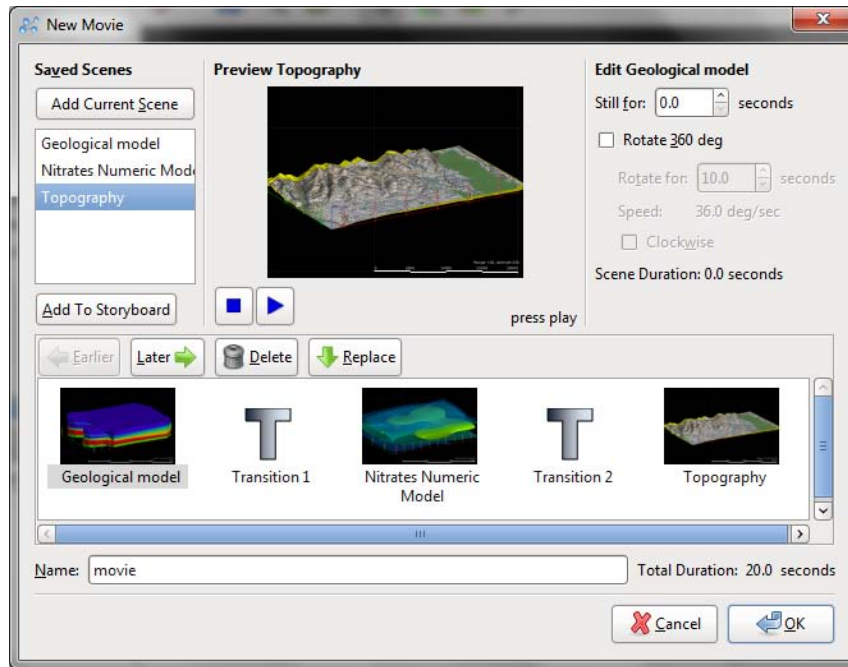 New Movie
Saved Scenes
Add Current Scene
Geological model
Nitrates Numeric Mode
Topography
Add To Storyboard
Preview Topography
press play
Edit Geological model
Still for: 0.0 seconds
Rotate 360 deg
Rotate for: 10.0 seconds
Speed: 36.0 deg/sec
Clockwise
Scene Duration: 0.0 seconds
Earlier Later Delete Replace
Geological model
Transition 1
Nitrates Numeric
Model
Transition 2
Topography
Name: movie
Total Duration: 20.0 seconds
Cancel OK